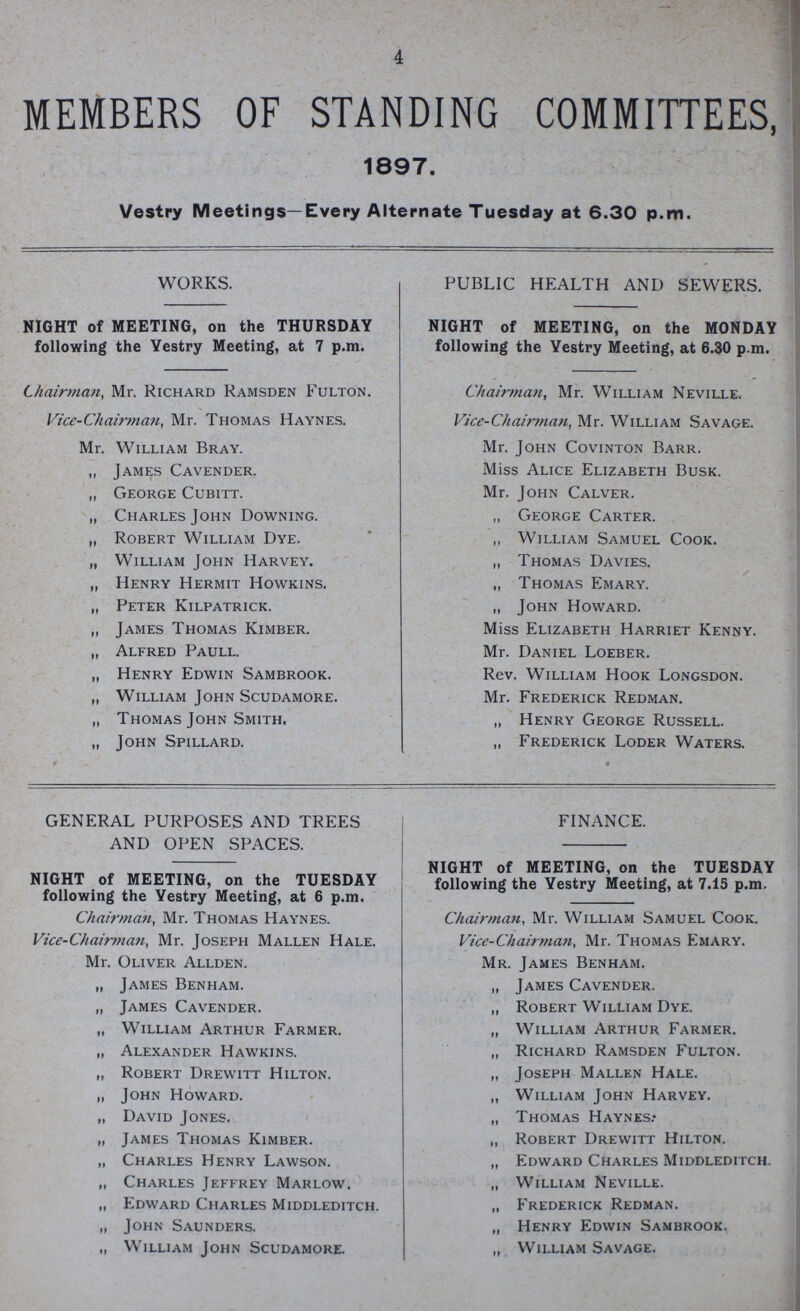 4
MEMBERS OF STANDING COMMITTEES,
1897.
Vestry Meetings—Every Alternate Tuesday at 6.30 p.m.
WORKS.
NIGHT of MEETING, on the THURSDAY
following the Vestry Meeting, at 7 p.m.
Chairman, Mr. RICHARD RAMSDEN FULTON.
Vice-Chairman, Mr. THOMAS HAYNES.
Mr. WILLIAM BRAY.
„ JAMES CAVENDER.
„ GEORGE CUBITT.
„ CHARLES JOHN DOWNING.
„ ROBERT WILLIAM DYE.
„ WILLIAM JOHN HARVEY.
„ HENRY HERMIT HOWKINS.
„ PETER KILPATRICK.
„ JAMES THOMAS KIMBER.
„ ALFRED PAULL.
„ HENRY EDWIN SAMBROOK.
„ WILLIAM JOHN SCUDAMORE.
„ THOMAS JOHN SMITH.
„ JOHN SPILLARD.
PUBLIC HEALTH AND SEWERS.
NIGHT of MEETING, on the MONDAY
following the Vestry Meeting, at 6.30 p.m.
Chairman, Mr. WILLIAM NEVILLE.
Vice-Chairman, Mr. WILLIAM SAVAGE.
Mr. JOHN COVINTON BARR.
Miss ALICE ELIZABETH BUSK.
Mr. JOHN CALVER.
„ GEORGE CARTER.
„ WILLIAM SAMUEL COOK.
„ THOMAS DAVIES.
„ THOMAS EMARY.
„ JOHN HOWARD.
Miss ELIZABETH HARRIET KENNY.
Mr. DANIEL LOEBER.
Rev. WILLIAM HOOK LONGSDON.
Mr. FREDERICK REDMAN.
„ HENRY GEORGE RUSSELL.
„ FREDERICK LODER WATERS.
GENERAL PURPOSES AND TREES
AND OPEN SPACES.
NIGHT of MEETING, on the TUESDAY
following the Vestry Meeting, at 6 p.m.
Chairman, Mr. THOMAS HAYNES.
Vice-Chairman, Mr. JOSEPH MALLEN HALE.
Mr. OLIVER ALLDEN.
„ JAMES BENHAM.
„ JAMES CAVENDER.
„ WILLIAM ARTHUR FARMER.
„ ALEXANDER HAWKINS.
„ ROBERT DREWITT HILTON.
„ JOHN HOWARD.
„ DAVID JONES.
„ JAMES THOMAS KIMBER.
„ CHARLES HENRY LAWSON.
„ CHARLES JEFFREY MARLOW.
„ EDWARD CHARLES MIDDLEDITCH.
„ JOHN SAUNDERS.
„ WILLIAM JOHN SCUDAMORE.
FINANCE.
NIGHT of MEETING, on the TUESDAY
following the Vestry Meeting, at 7.15 p.m.
Chairman, Mr. WILLIAM SAMUEL COOK.
Vice-Chairman, Mr. THOMAS EMARY.
MR. JAMES BENHAM.
„ JAMES CAVENDER.
„ ROBERT WILLIAM DYE.
„ WILLIAM ARTHUR FARMER.
„ RICHARD RAMSDEN FULTON.
„ JOSEPH MALLEN HALE.
„ WILLIAM JOHN HARVEY.
„ THOMAS HAYNES.
„ ROBERT DREWITT HILTON.
„ EDWARD CHARLES MIDDLEDITCH.
„ WILLIAM NEVILLE.
„ FREDERICK REDMAN.
„ HENRY EDWIN SAMBROOK.
„ WILLIAM SAVAGE.